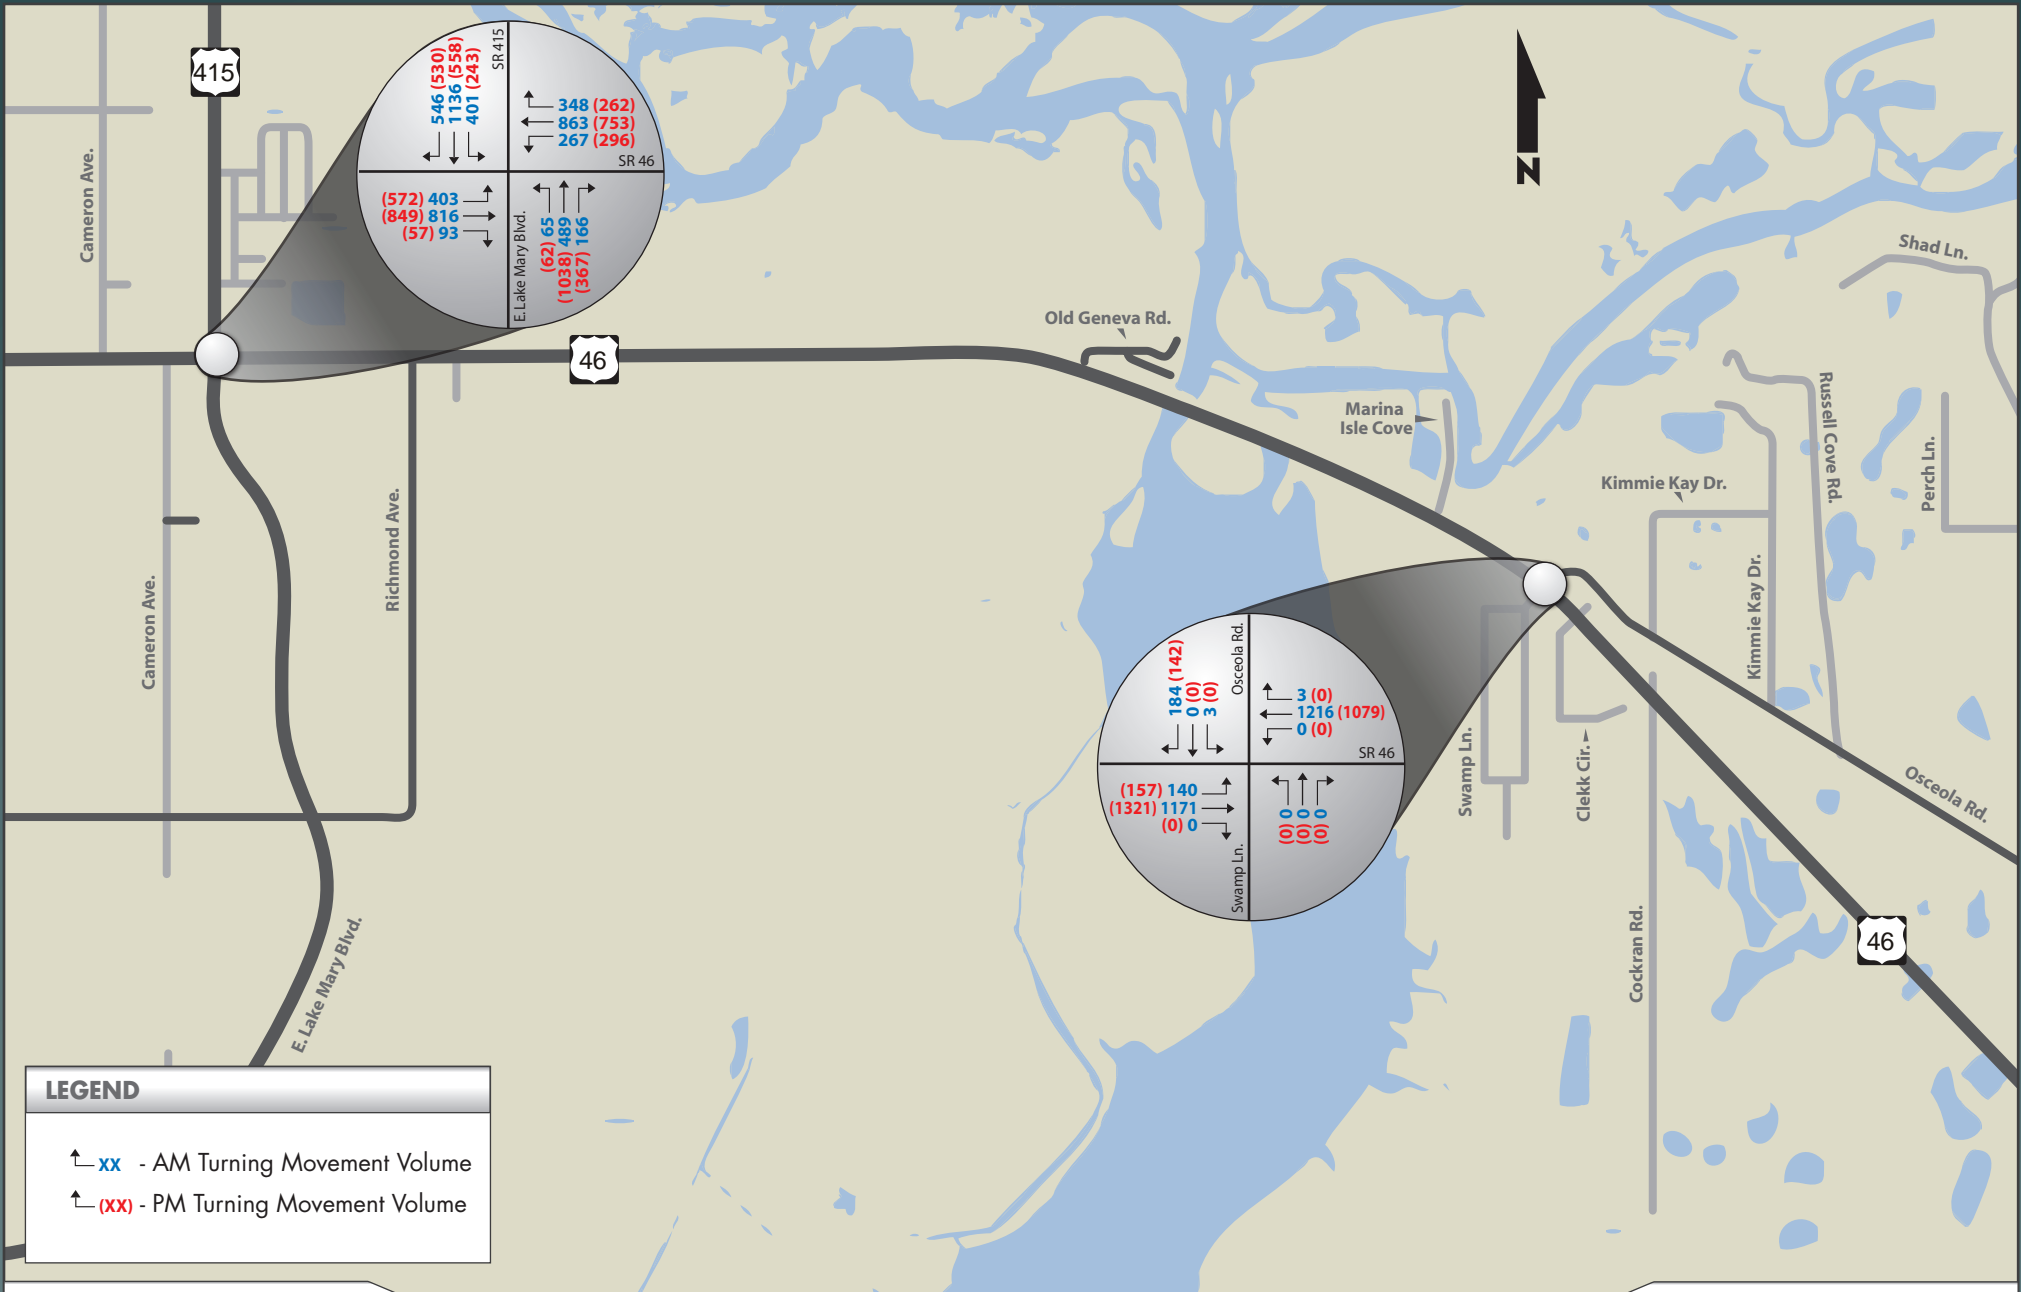 415
Cameron Ave.
SR 415
546 (530)
1136 (558)
401 (243)
348 (262)
863 (753)
267 (296)
SR 46
(572) 403
(849) 816
(57) 93
E. Lake Mary Blvd.
(62) 65
(1038) 489
(367) 166
N
Shad Ln.
Old Geneva Rd.
46
Marina
Isle Cove
Russell Cove Rd.
Perch Ln.
Kimmie Kay Dr.
Kimmie Kay Dr.
Richmond Ave.
Cameron Ave.
Osceola Rd.
184 (142)
0 (0)
3 (0)
3 (0)
1216 (1079)
0 (0)
SR 46
(157) 140
(1321) 1171
(0) 0
Swamp Ln.
(0) 0
(0) 0
(0) 0
Swamp Ln.
Clekk Cir.
Osceola Rd.
Cockran Rd.
46
E. Lake Mary Blvd.
LEGEND
XX - AM Turning Movement Volume
(XX) - PM Turning Movement Volume